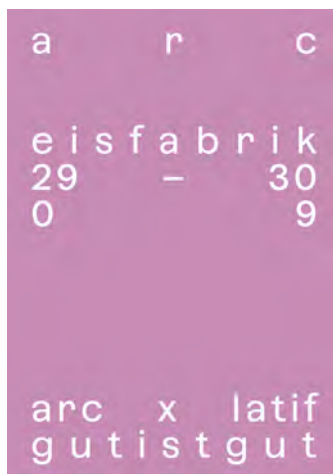 a r c
eisfabrik
29 – 30
0 9
arc x latif
gutistgut